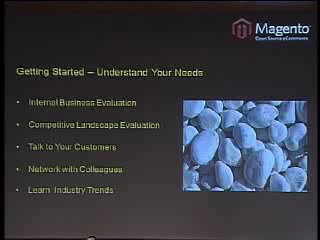 Magento
Open Source eCommerce
Getting Started – Understand Your Needs
• Internal Business Evaluation
• Competitive Landscape Evaluation
• Talk to Your Customers
• Network with Colleagues
• Learn Industry Trends